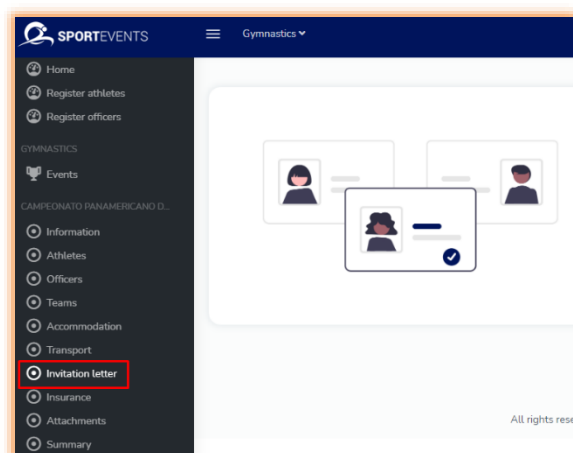 SPORTEVENTS
Gymnastics
Home
Register athletes
Register officers
GYMNASTICS
Events
CAMPEONATO PANAMERICANO D...
Information
Athletes
Officers
Teams
Accommodation
Transport
Invitation letter
Insurance
Attachments
Summary
All rights rese